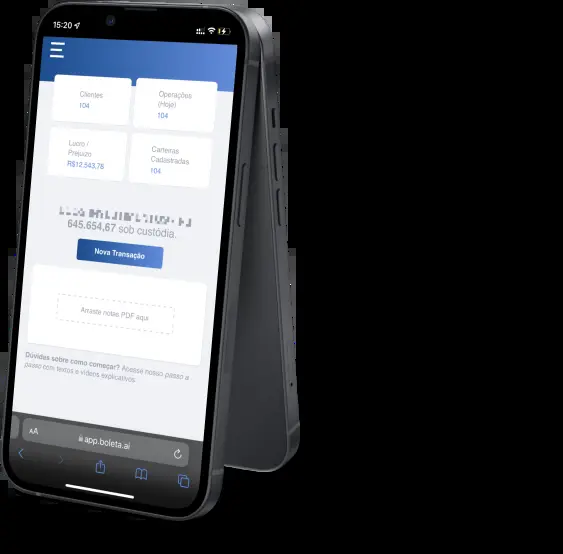 15:20
Clientes
104
Operações
(Hoje)
104
Lucro /
Prejuízo
R$12.543,76
Carteiras
Cadastradas
104
645.654,67 sob custódia.
Nova Transação
Arraste notas PDF aqui
Dúvidas sobre como começar? Acesse nosso passo a
passo com textos e vídeos explicativos.
AA
app.boleta.ai